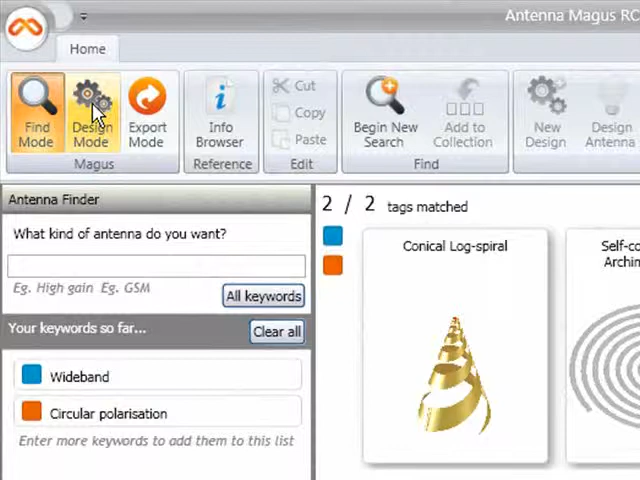 Antenna Magus RC
Home
Find Mode
Design Mode
Export Mode
Info Browser
Cut
Copy
Paste
Begin New Search
Add to Collection
New Design
Design Antenna
Magus
Reference
Edit
Find
Antenna Finder
What kind of antenna do you want?
Eg. High gain Eg. GSM
All keywords
Your keywords so far...
Clear all
Wideband
Circular polarisation
Enter more keywords to add them to this list
2 / 2 tags matched
Conical Log-spiral
Self-co
Archin